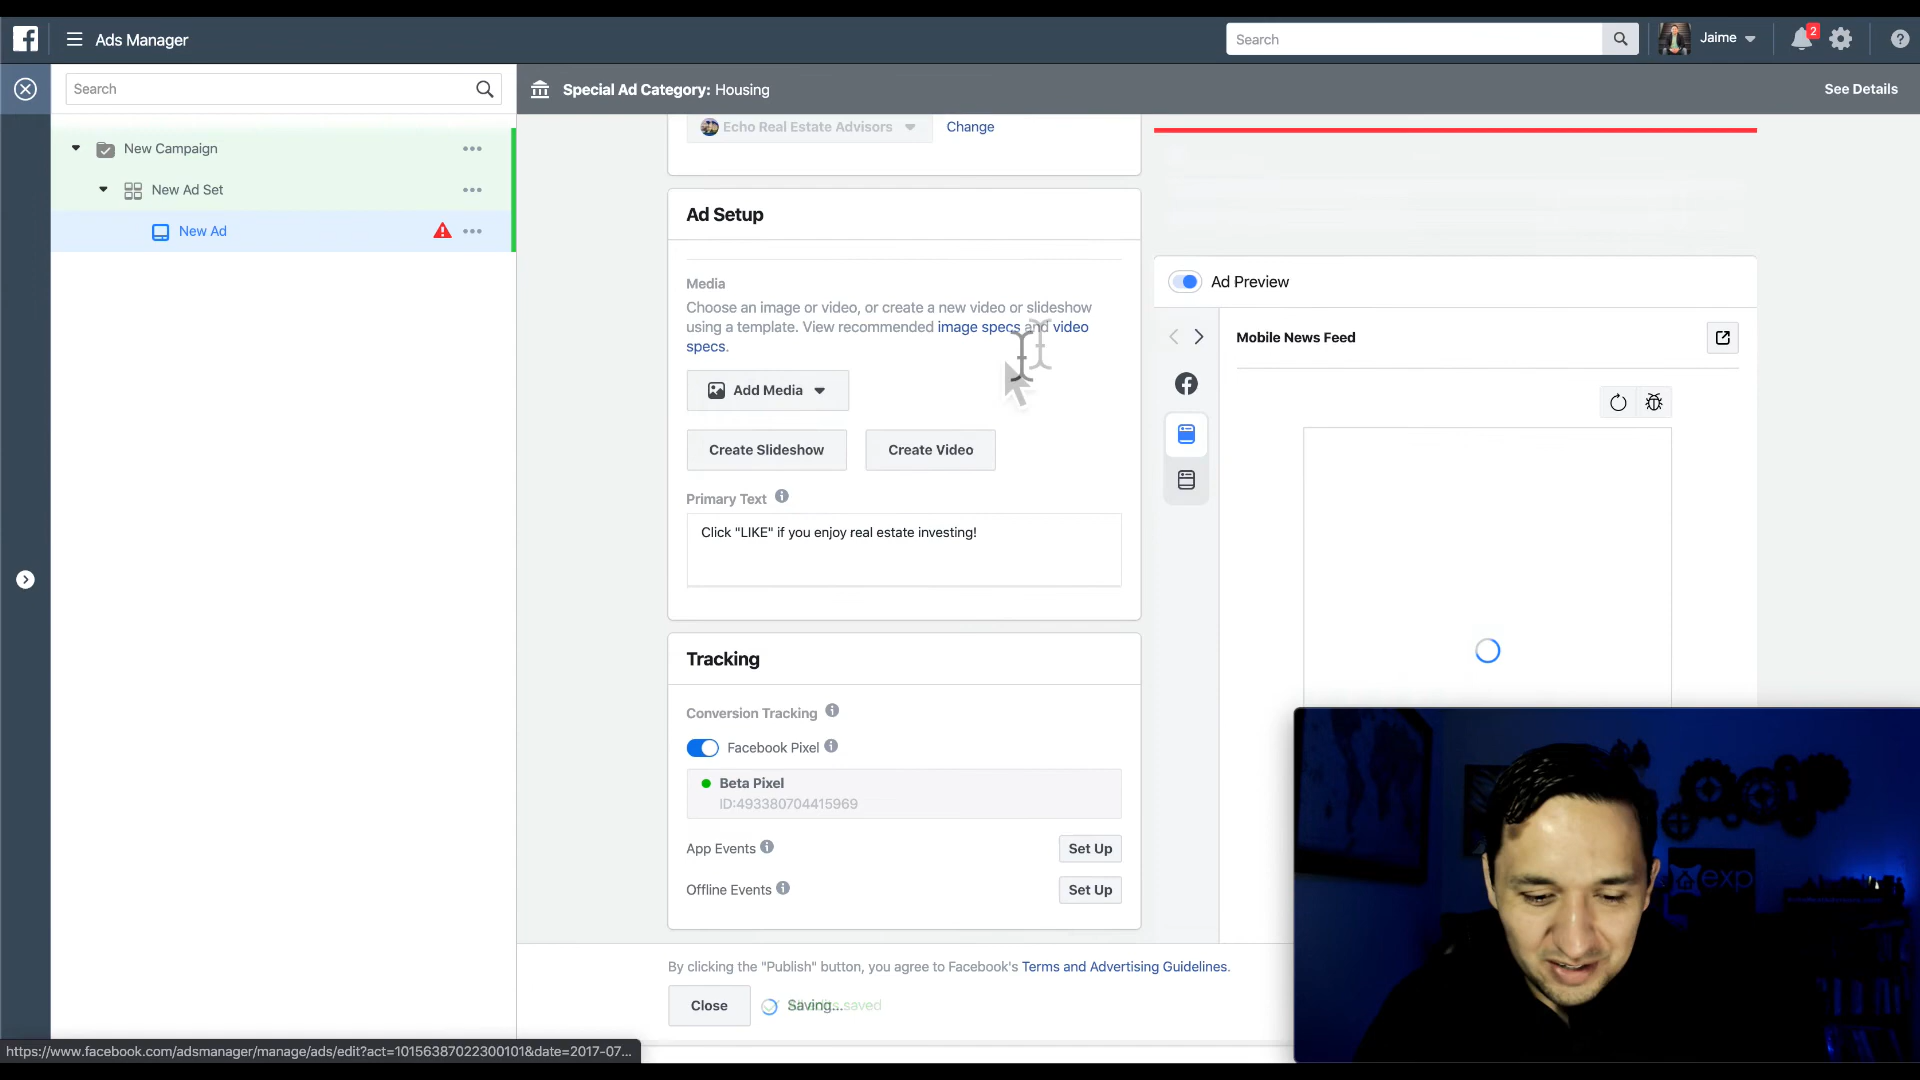 Ads Manager
Search
Jaime
2
Search
Special Ad Category: Housing
See Details
New Campaign
New Ad Set
New Ad
Echo Real Estate Advisors
Change
Ad Setup
Media
Choose an image or video, or create a new video or slideshow
using a template. View recommended image specs and video
specs.
Add Media
Create Slideshow
Create Video
Primary Text
Click "LIKE" if you enjoy real estate investing!
Tracking
Conversion Tracking
Facebook Pixel
Beta Pixel
ID:493380704415969
App Events
Set Up
Offline Events
Set Up
By clicking the "Publish" button, you agree to Facebook's Terms and Advertising Guidelines.
Close
Saving...
saved
Ad Preview
Mobile News Feed
exp
https://www.facebook.com/adsmanager/manage/ads/edit?act=10156387022300101&date=2017-07...